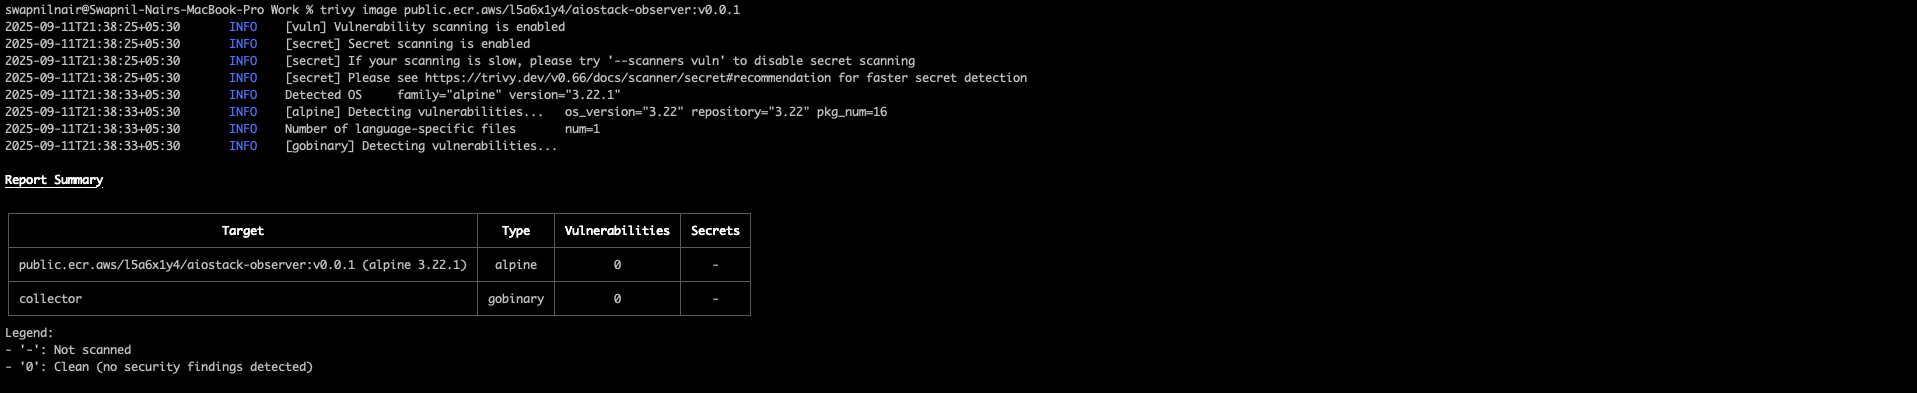 swapnilnair@Swapnil-Nairs-MacBook-Pro Work % trivy image public.ecr.aws/l5a6x1y4/aiostack-observer:v0.0.1
2025-09-11T21:38:25+05:30 INFO [vuln] Vulnerability scanning is enabled
2025-09-11T21:38:25+05:30 INFO [secret] Secret scanning is enabled
2025-09-11T21:38:25+05:30 INFO [secret] If your scanning is slow, please try '--scanners vuln' to disable secret scanning
2025-09-11T21:38:25+05:30 INFO [secret] Please see https://trivy.dev/v0.66/docs/scanner/secret#recommendation for faster secret detection
2025-09-11T21:38:33+05:30 INFO Detected OS family="alpine" version="3.22.1"
2025-09-11T21:38:33+05:30 INFO [alpine] Detecting vulnerabilities... os_version="3.22" repository="3.22" pkg_num=16
2025-09-11T21:38:33+05:30 INFO Number of language-specific files num=1
2025-09-11T21:38:33+05:30 INFO [gobinary] Detecting vulnerabilities...
Report Summary
Target Type Vulnerabilities Secrets
public.ecr.aws/l5a6x1y4/aiostack-observer:v0.0.1 (alpine 3.22.1) alpine 0 -
collector gobinary 0 -
Legend:
- '-': Not scanned
- '0': Clean (no security findings detected)